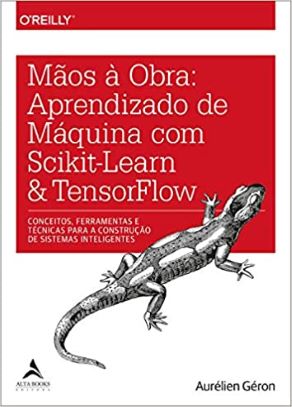 O'REILLY®
Mãos à Obra:
Aprendizado de
Máquina com
Scikit-Learn
& TensorFlow
CONCEITOS, FERRAMENTAS E
TÉCNICAS PARA A CONSTRUÇÃO
DE SISTEMAS INTELIGENTES
ALTA BOOKS
EDITORA
Aurélien Géron